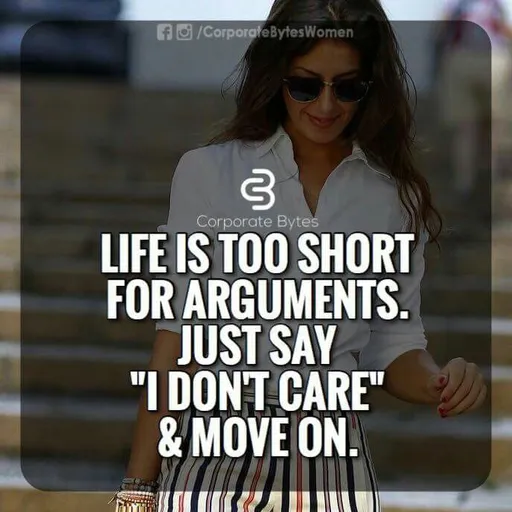 /CorporateBytesWomen
Corporate Bytes
LIFE IS TOO SHORT
FOR ARGUMENTS.
JUST SAY
"I DON'T CARE"
& MOVE ON.